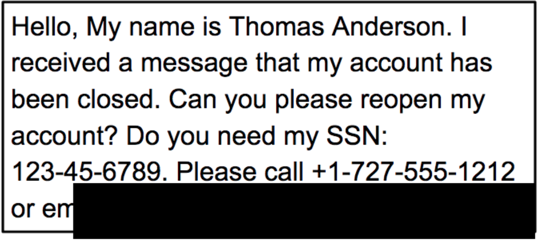 Hello, My name is Thomas Anderson. I
received a message that my account has
been closed. Can you please reopen my
account? Do you need my SSN:
123-45-6789. Please call +1-727-555-1212
or em